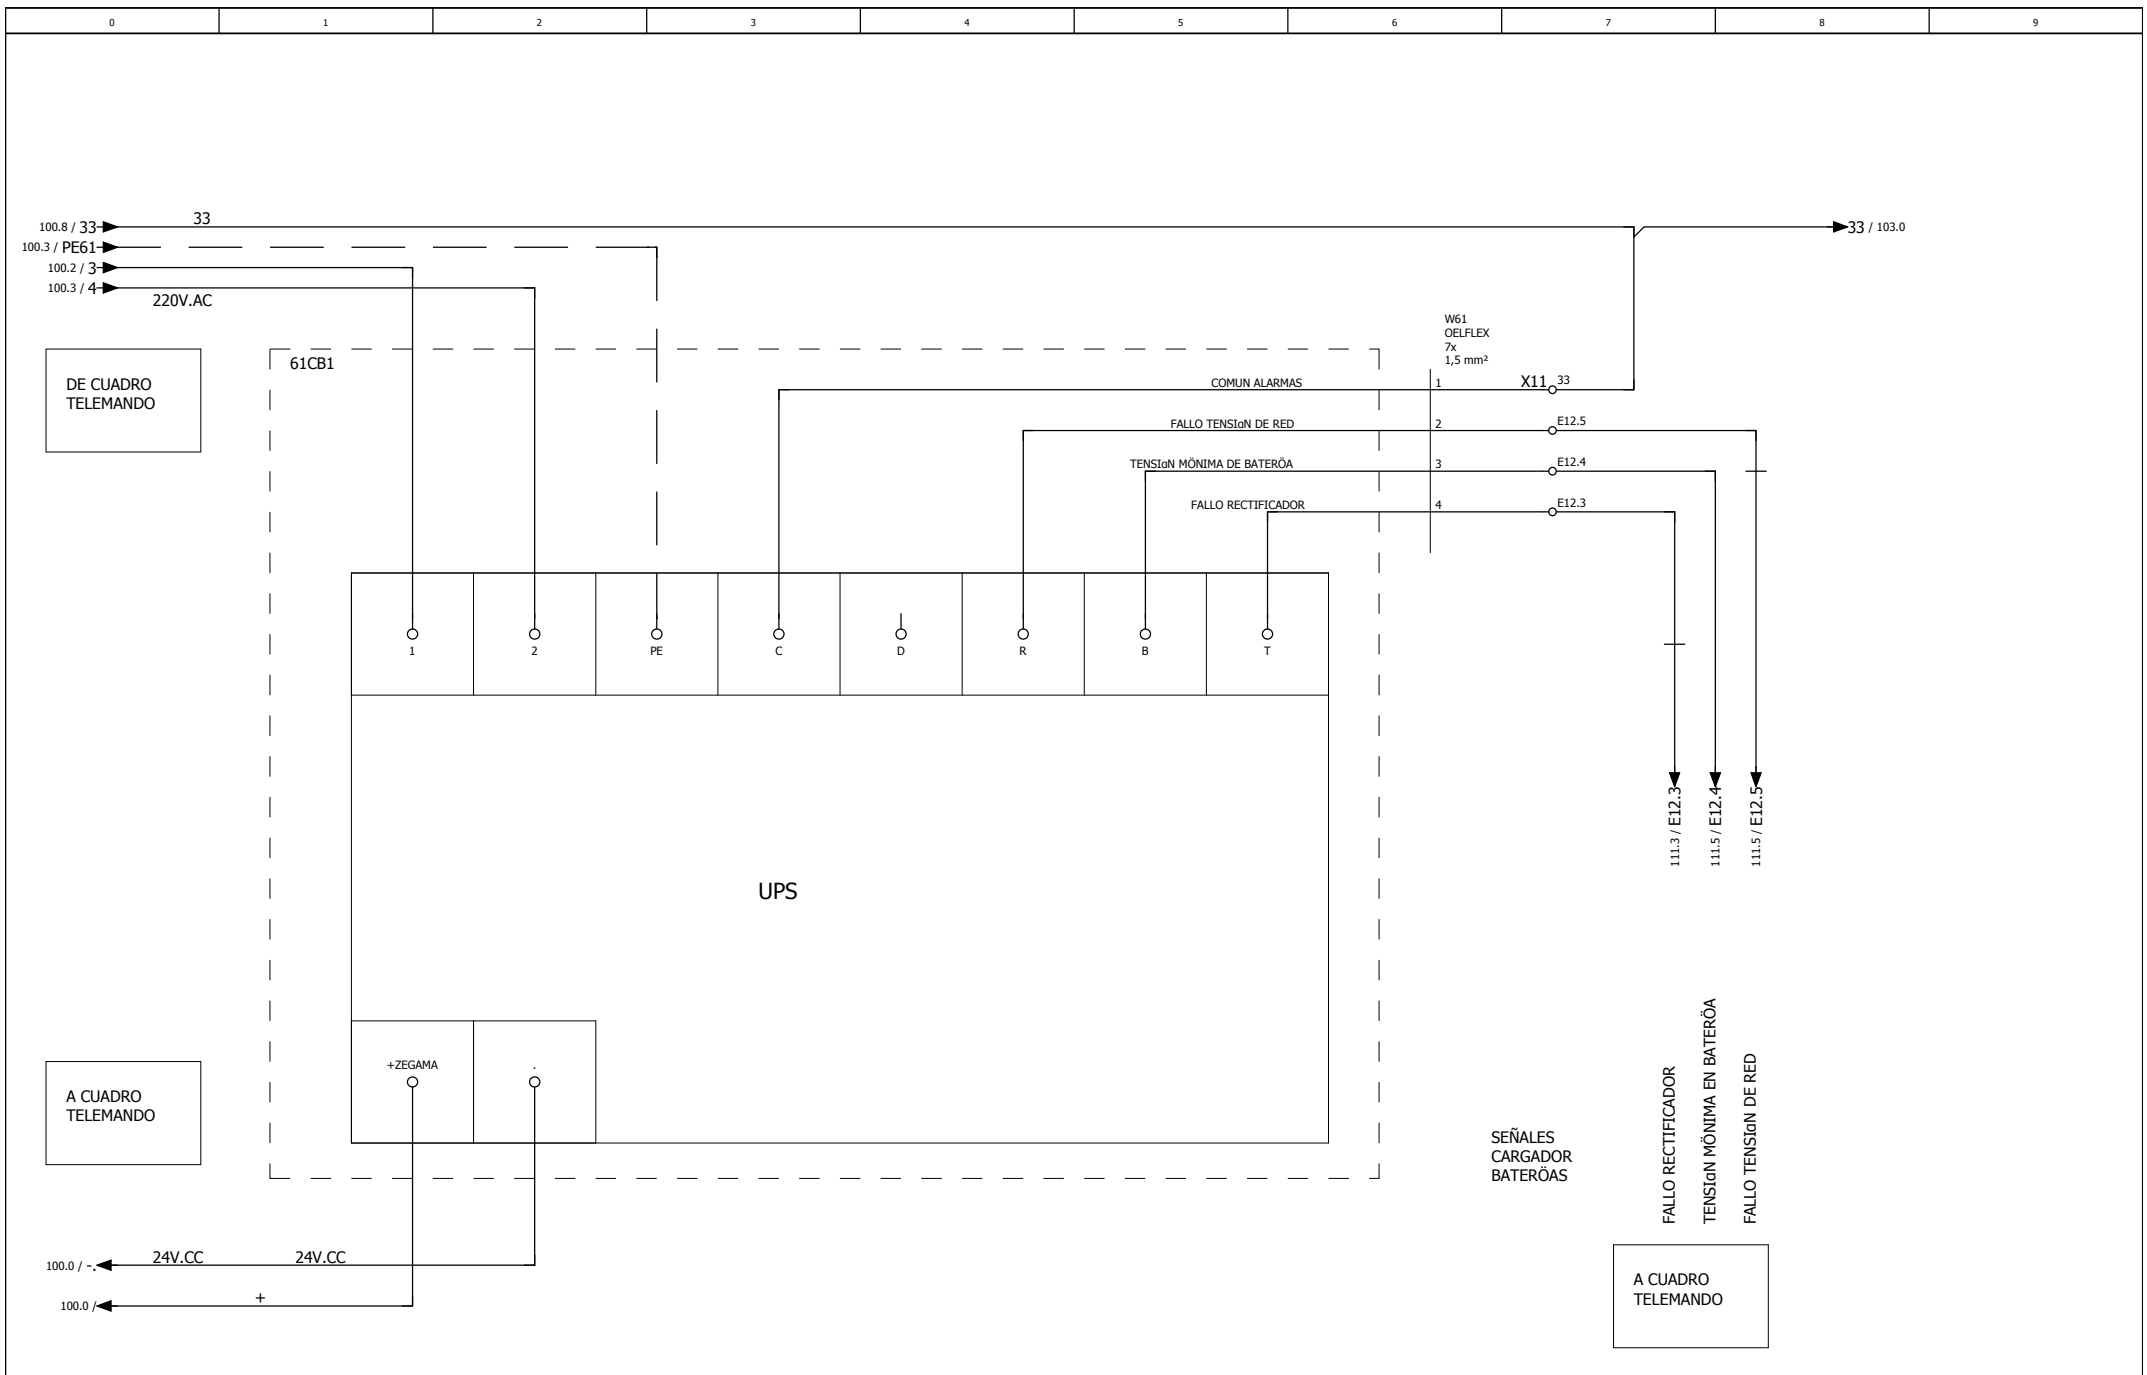 0 1 2 3 4 5 6 7 8 9
33
100.8 / 33
33 / 103.0
100.3 / PE61
100.2 / 3
100.3 / 4
220V.AC
DE CUADRO
TELEMANDO
61CB1
W61
OELFLEX
7x
1,5 mm²
COMUN ALARMAS 1 X11 33
FALLO TENSIαN DE RED 2 E12.5
TENSIαN MÖNIMA DE BATERÖA 3 E12.4
FALLO RECTIFICADOR 4 E12.3
1 2 PE C D R B T
111.3 / E12.3
111.5 / E12.4
111.5 / E12.5
UPS
+ZEGAMA .
A CUADRO
TELEMANDO
SEÑALES
CARGADOR
BATERÖAS
FALLO RECTIFICADOR
TENSIαN MÖNIMA EN BATERÖA
FALLO TENSIαN DE RED
100.0 / -.
24V.CC 24V.CC
100.0 /
+
A CUADRO
TELEMANDO